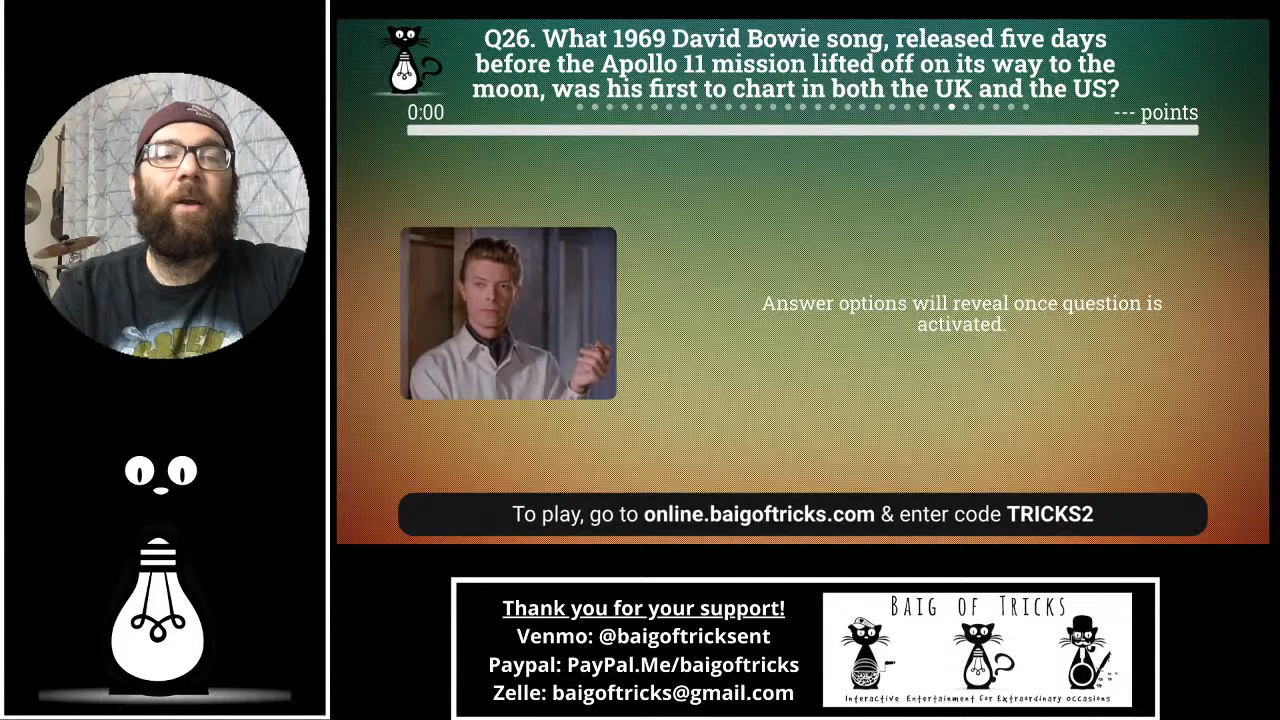 Q26. What 1969 David Bowie song, released five days
before the Apollo 11 mission lifted off on its way to the
moon, was his first to chart in both the UK and the US?
0:00
--- points
Answer options will reveal once question is
activated.
To play, go to online.baigoftricks.com & enter code TRICKS2
Thank you for your support!
Venmo: @baigoftricksent
Paypal: PayPal.Me/baigoftricks
Zelle: baigoftricks@gmail.com
BAIG OF TRICKS
Interactive Entertainment for Extraordinary occasions